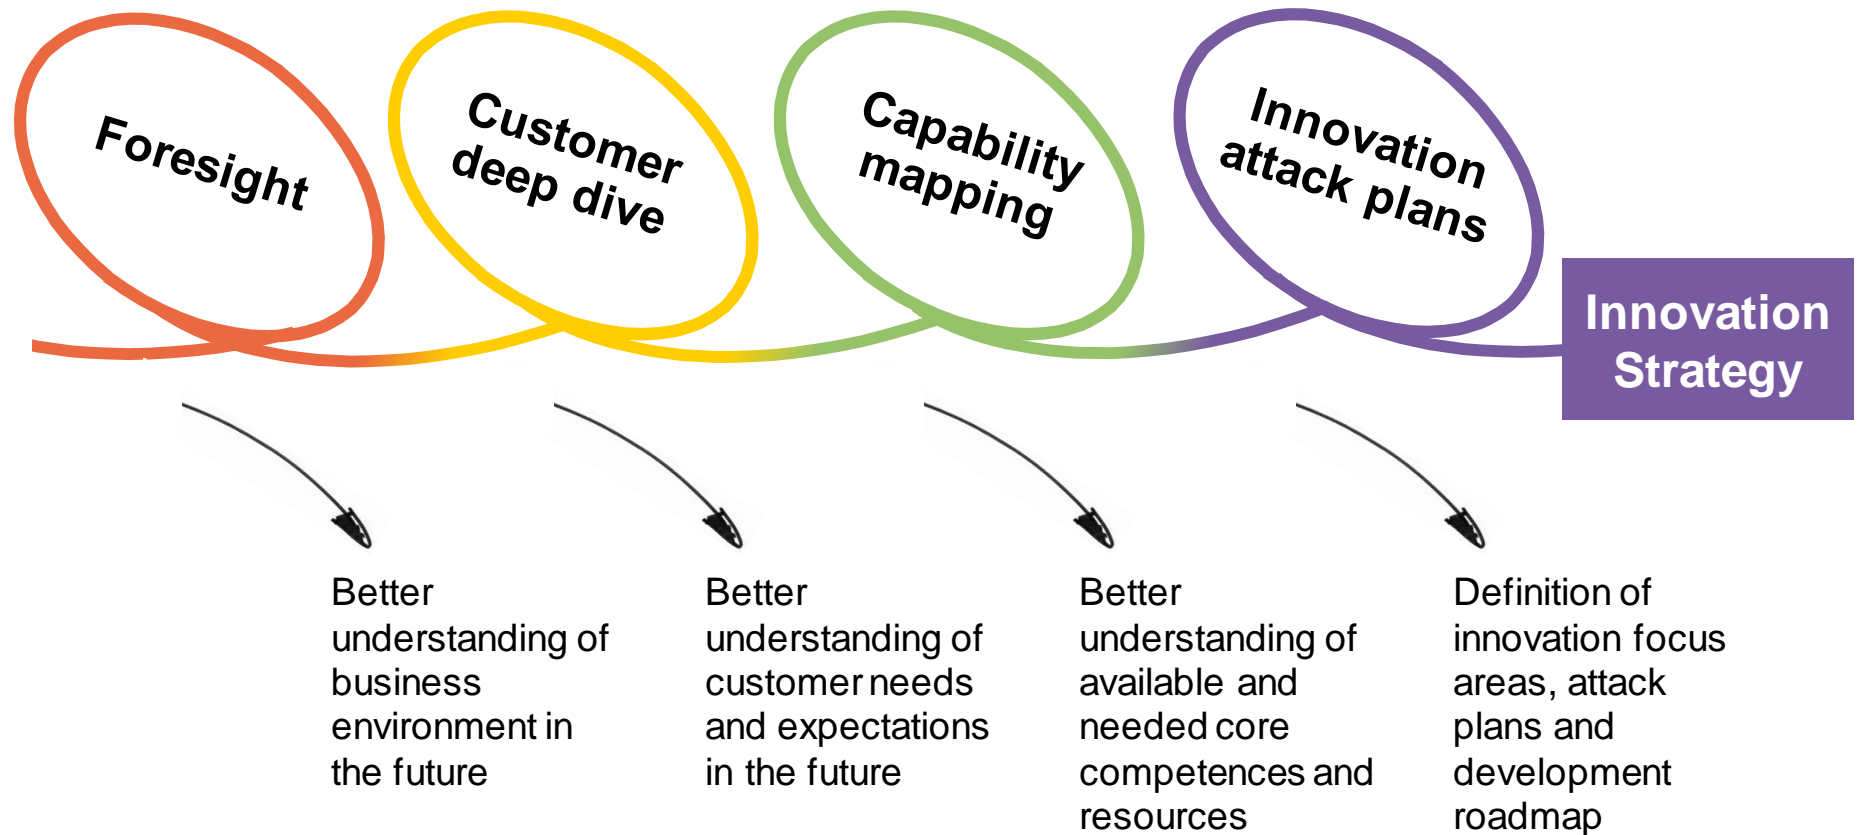 Foresight
Customer
deep dive
Capability
mapping
Innovation
attack plans
Innovation
Strategy
Better
understanding of
business
environment in
the future
Better
understanding of
customer needs
and expectations
in the future
Better
understanding of
available and
needed core
competences and
resources
Definition of
innovation focus
areas, attack
plans and
development
roadmap